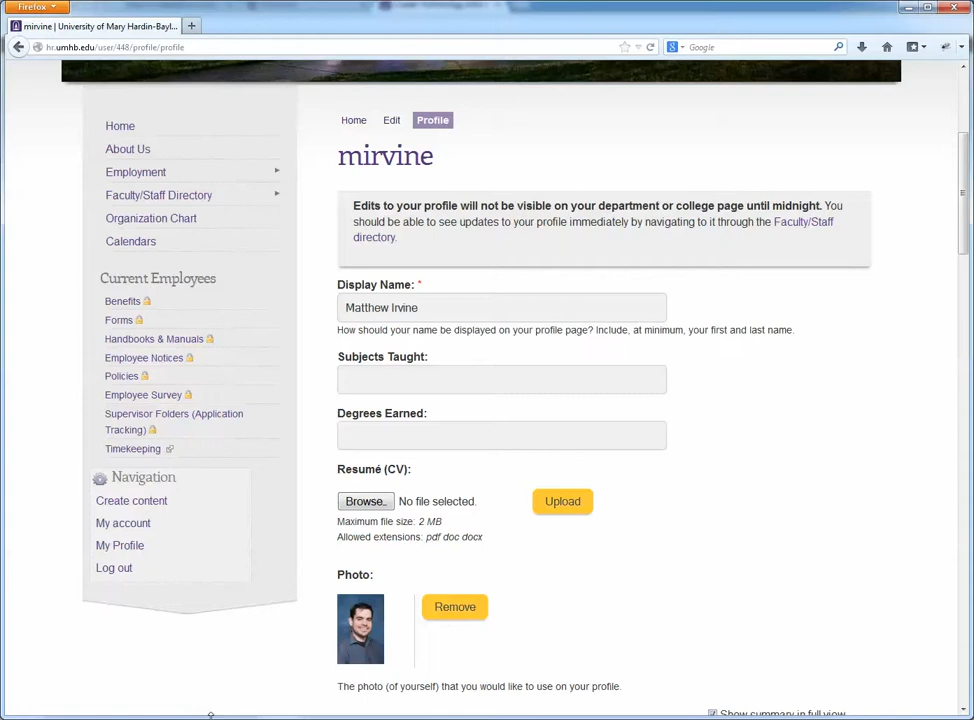 Firefox
mirvine | University of Mary Hardin-Bayl...
hr.umhb.edu/user/448/profile/profile
Google
Home
About Us
Employment
Faculty/Staff Directory
Organization Chart
Calendars
Current Employees
Benefits
Forms
Handbooks & Manuals
Employee Notices
Policies
Employee Survey
Supervisor Folders (Application
Tracking)
Timekeeping
Navigation
Create content
My account
My Profile
Log out
Home Edit Profile
mirvine
Edits to your profile will not be visible on your department or college page until midnight. You
should be able to see updates to your profile immediately by navigating to it through the Faculty/Staff
directory.
Display Name: *
Matthew Irvine
How should your name be displayed on your profile page? Include, at minimum, your first and last name.
Subjects Taught:
Degrees Earned:
Resumé (CV):
Browse.. No file selected. Upload
Maximum file size: 2 MB
Allowed extensions: pdf doc docx
Photo:
Remove
The photo (of yourself) that you would like to use on your profile.
Show summary in full view